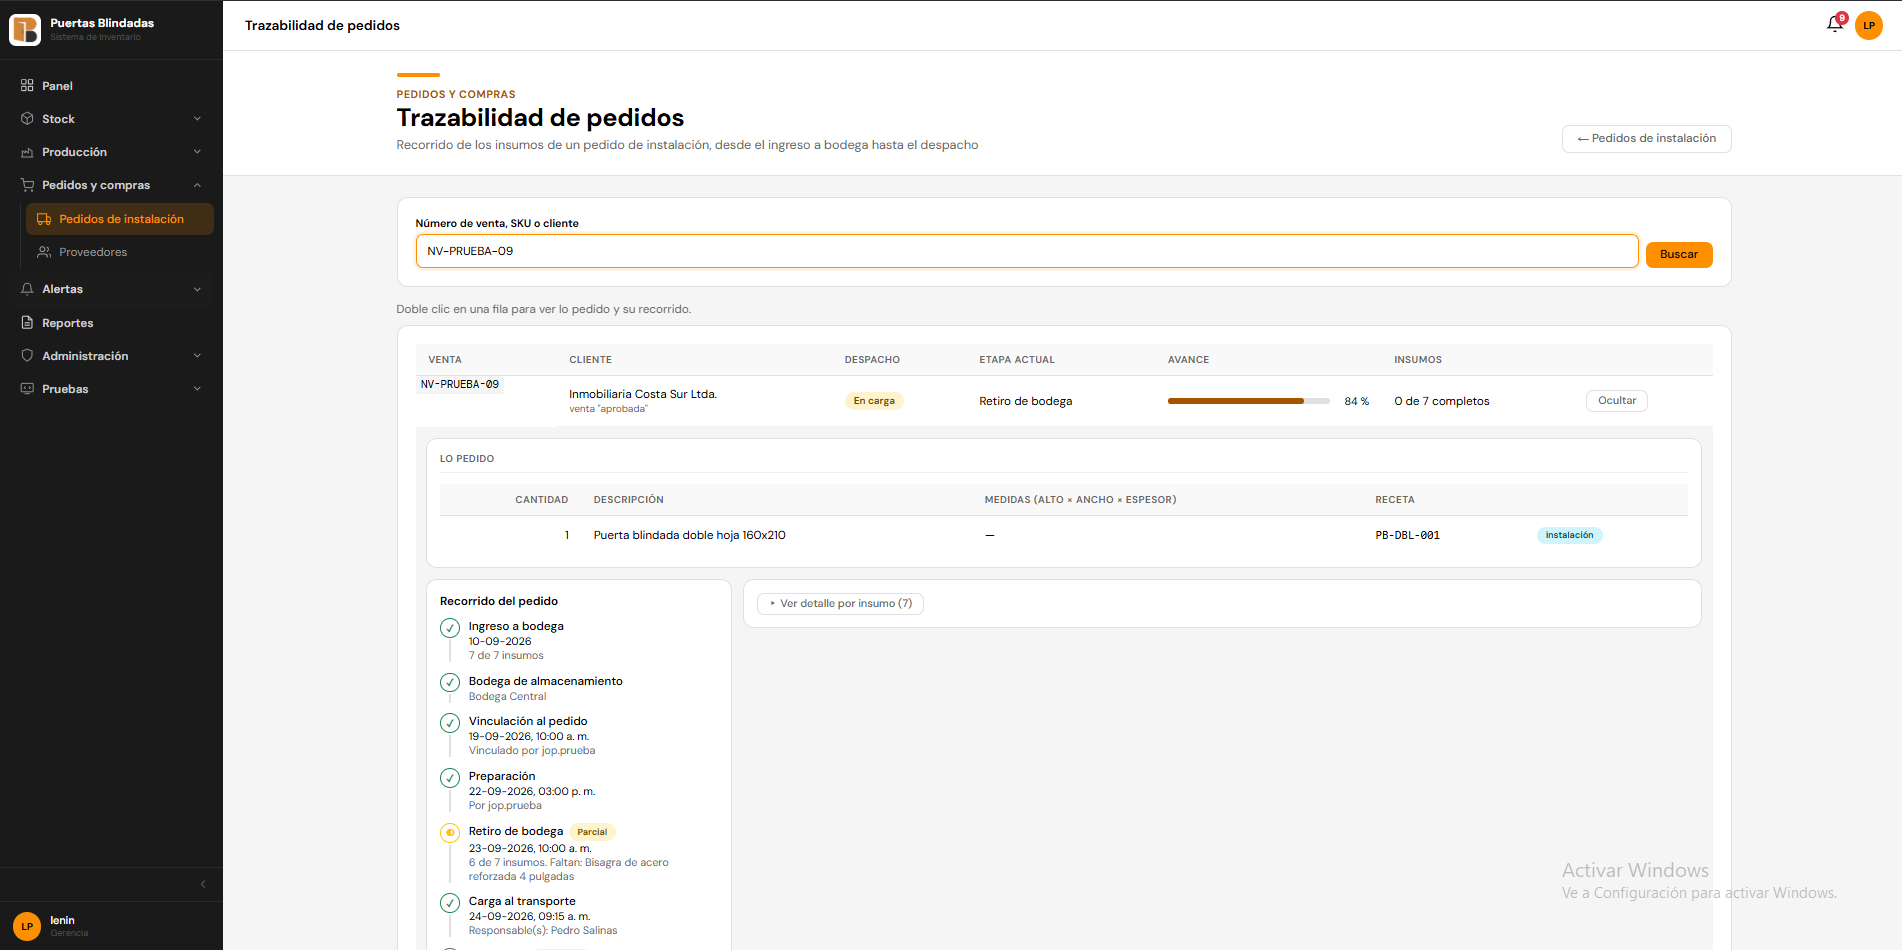 Puertas Blindadas
Sistema de Inventario
Panel
Stock
Producción
Pedidos y compras
Pedidos de instalación
Proveedores
Alertas
Reportes
Administración
Pruebas
LP
lenin
Gerencia
Trazabilidad de pedidos
9
LP
PEDIDOS Y COMPRAS
Trazabilidad de pedidos
Recorrido de los insumos de un pedido de instalación, desde el ingreso a bodega hasta el despacho
← Pedidos de instalación
Número de venta, SKU o cliente
NV-PRUEBA-09
Buscar
Doble clic en una fila para ver lo pedido y su recorrido.
VENTA CLIENTE DESPACHO ETAPA ACTUAL AVANCE INSUMOS
NV-PRUEBA-09
Inmobiliaria Costa Sur Ltda.
venta "aprobada"
En carga
Retiro de bodega
84 %
0 de 7 completos
Ocultar
LO PEDIDO
CANTIDAD DESCRIPCIÓN MEDIDAS (ALTO × ANCHO × ESPESOR) RECETA
1 Puerta blindada doble hoja 160x210 — PB-DBL-001 Instalación
Recorrido del pedido
Ingreso a bodega
10-09-2026
7 de 7 insumos
Bodega de almacenamiento
Bodega Central
Vinculación al pedido
19-09-2026, 10:00 a. m.
Vinculado por jop.prueba
Preparación
22-09-2026, 03:00 p. m.
Por jop.prueba
Retiro de bodega Parcial
23-09-2026, 10:00 a. m.
6 de 7 insumos. Faltan: Bisagra de acero
reforzada 4 pulgadas
Carga al transporte
24-09-2026, 09:15 a. m.
Responsable(s): Pedro Salinas
‣ Ver detalle por insumo (7)
Activar Windows
Ve a Configuración para activar Windows.